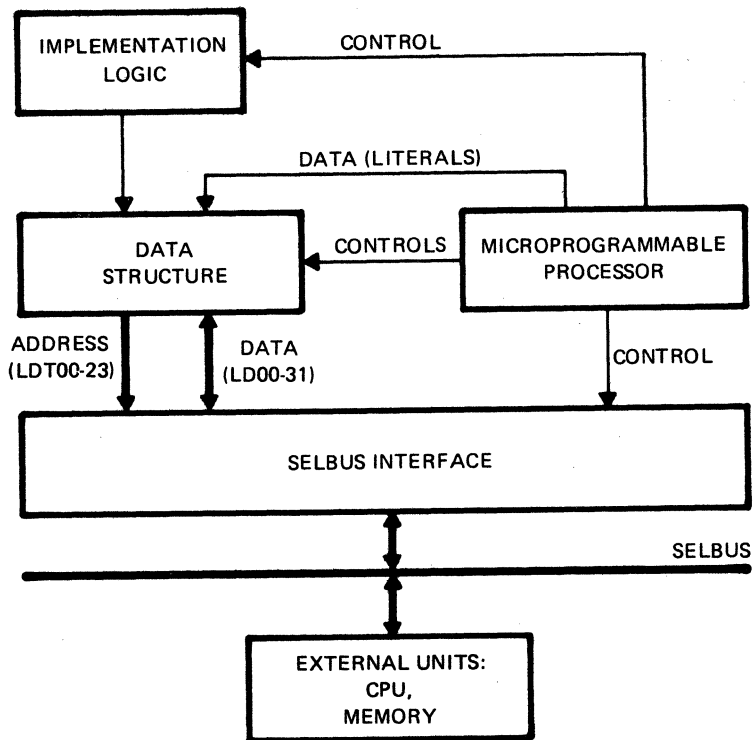 IMPLEMENTATION
LOGIC
CONTROL
DATA (LITERALS)
DATA
STRUCTURE
CONTROLS
MICROPROGRAMMABLE
PROCESSOR
ADDRESS
(LDT00-23)
DATA
(LD00-31)
CONTROL
SELBUS INTERFACE
SELBUS
EXTERNAL UNITS:
CPU,
MEMORY